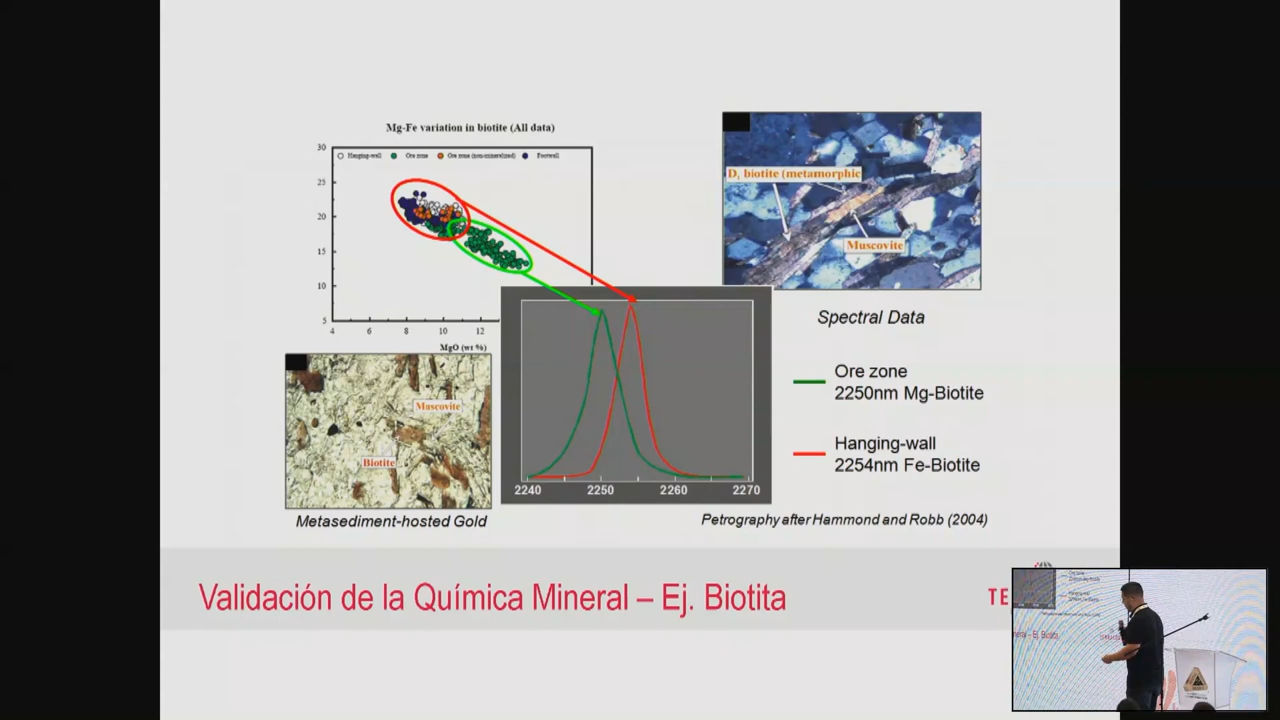 Mg-Fe variation in biotite (All data)
30
Hanging-wall Ore zone Ore zone (non-mineralized) Footwall
25
20
15
10
5
4 6 8 10 12
MgO (wt %)
D, biotite (metamorphic
Muscovite
Spectral Data
Ore zone
2250nm Mg-Biotite
Hanging-wall
2254nm Fe-Biotite
Muscovite
Biotite
2240 2250 2260 2270
Metasediment-hosted Gold
Petrography after Hammond and Robb (2004)
Validación de la Química Mineral – Ej. Biotita
TE